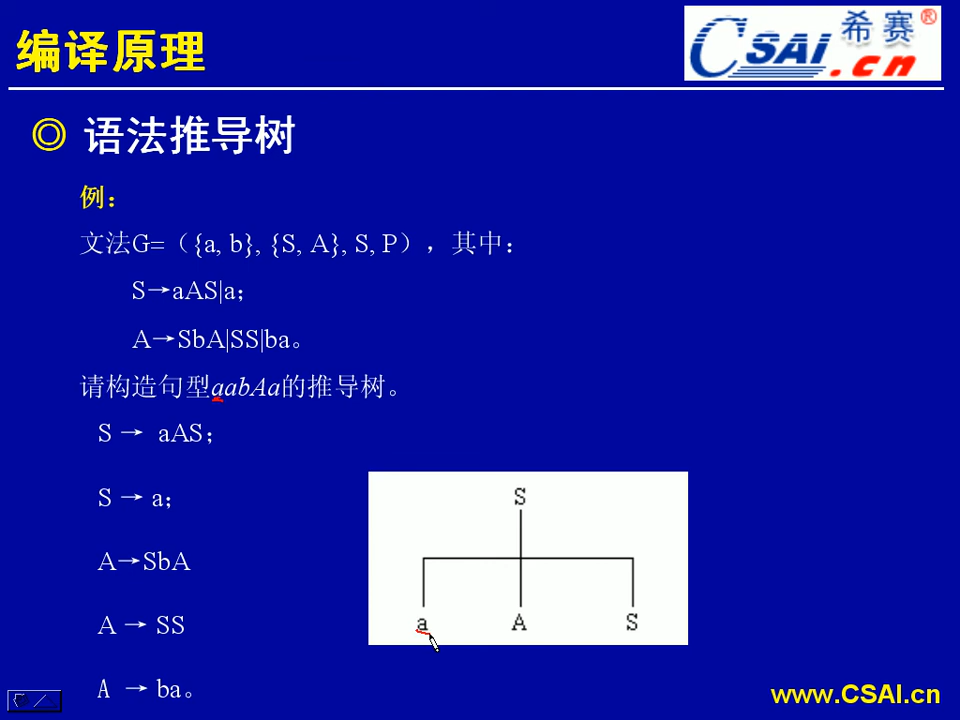 编译原理
CSAI.cn 希赛®
◎ 语法推导树
例：
文法G=（{a, b}, {S, A}, S, P），其中：
S→aAS|a；
A→SbA|SS|ba。
请构造句型aabAa的推导树。
S → aAS；
S → a；
A→SbA
A → SS
A → ba。
S
a A S
www.CSAI.cn